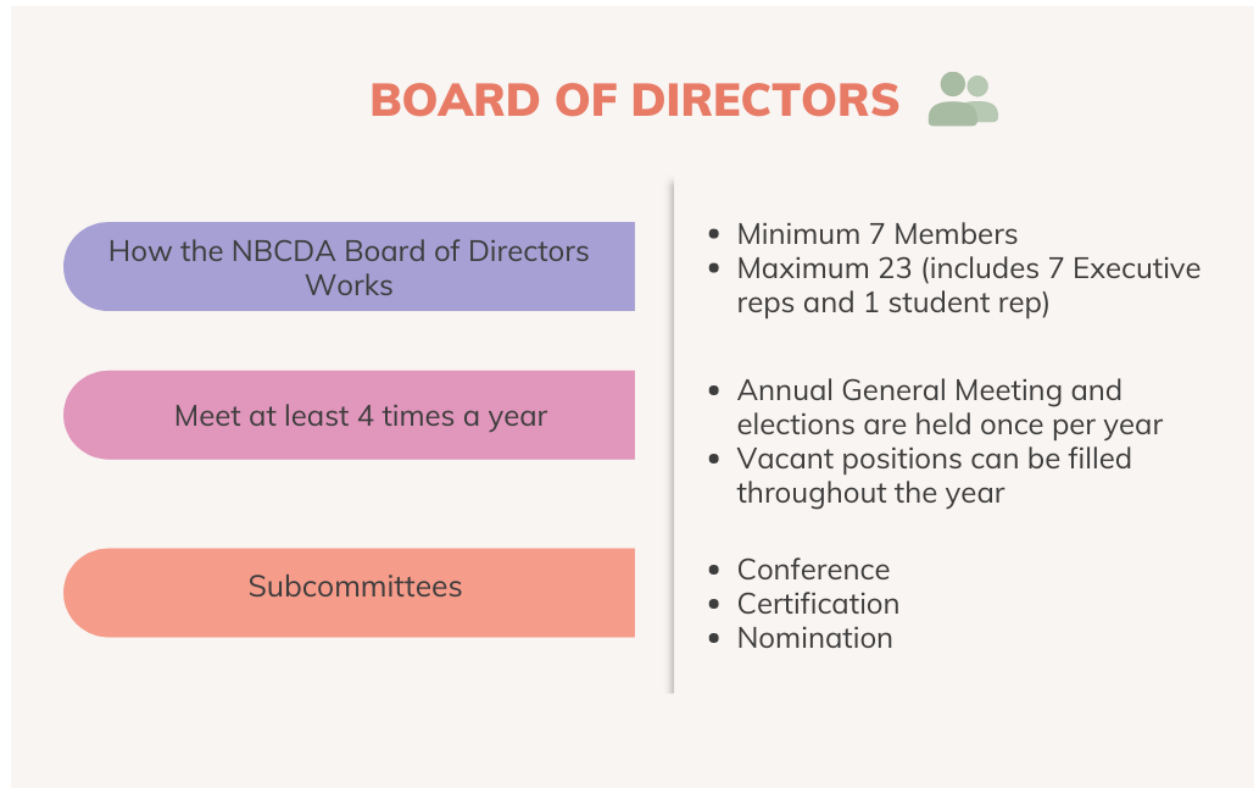 BOARD OF DIRECTORS
How the NBCDA Board of Directors
Works
• Minimum 7 Members
• Maximum 23 (includes 7 Executive
reps and 1 student rep)
Meet at least 4 times a year
• Annual General Meeting and
elections are held once per year
• Vacant positions can be filled
throughout the year
Subcommittees
• Conference
• Certification
• Nomination